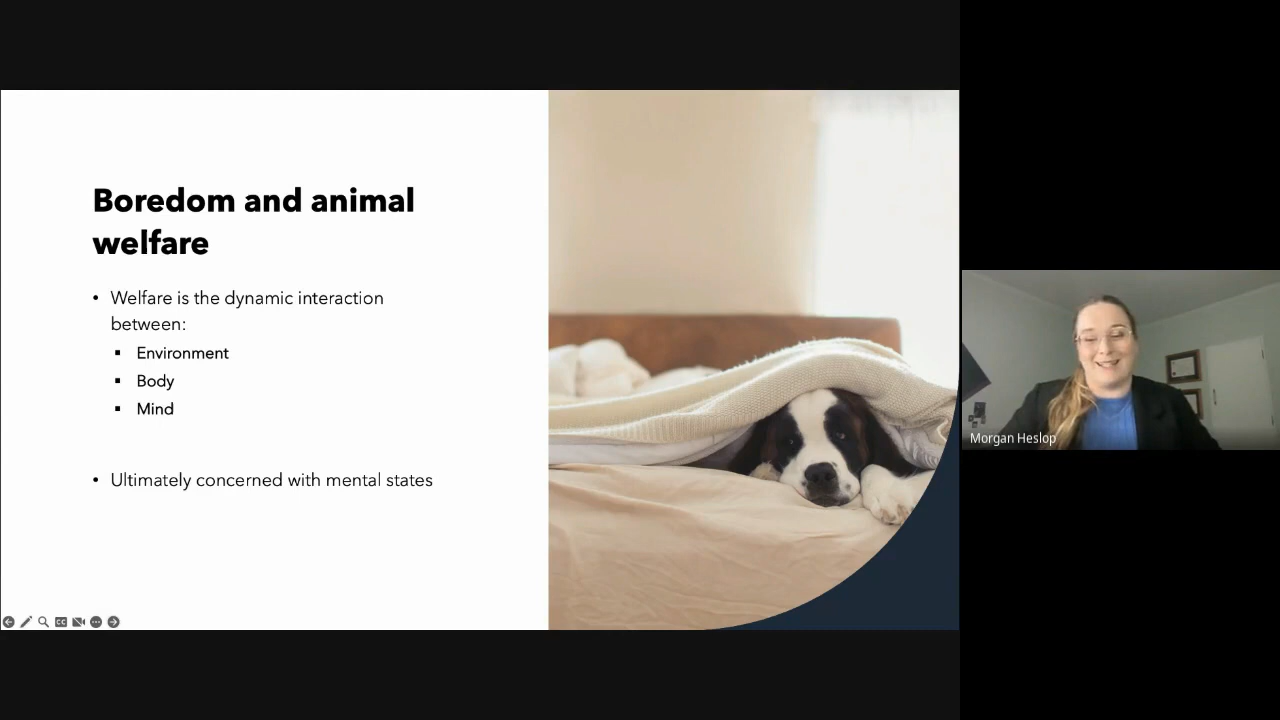 Boredom and animal
welfare
• Welfare is the dynamic interaction
between:
▪ Environment
▪ Body
▪ Mind
• Ultimately concerned with mental states
CC
Morgan Heslop